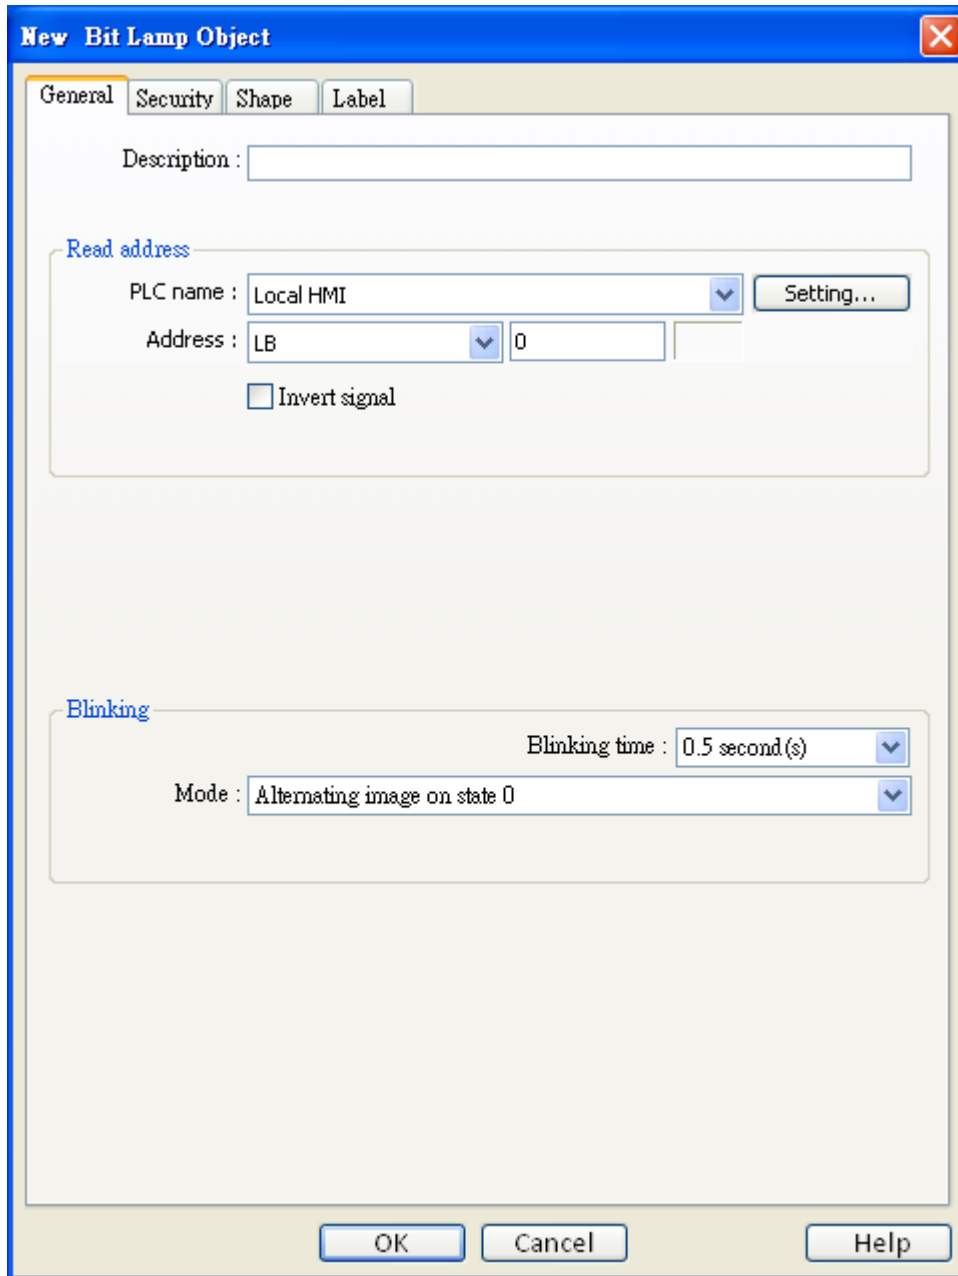 New Bit Lamp Object
General Security Shape Label
Description :
Read address
PLC name : Local HMI Setting...
Address : LB 0
Invert signal
Blinking
Blinking time : 0.5 second(s)
Mode : Alternating image on state 0
OK Cancel Help